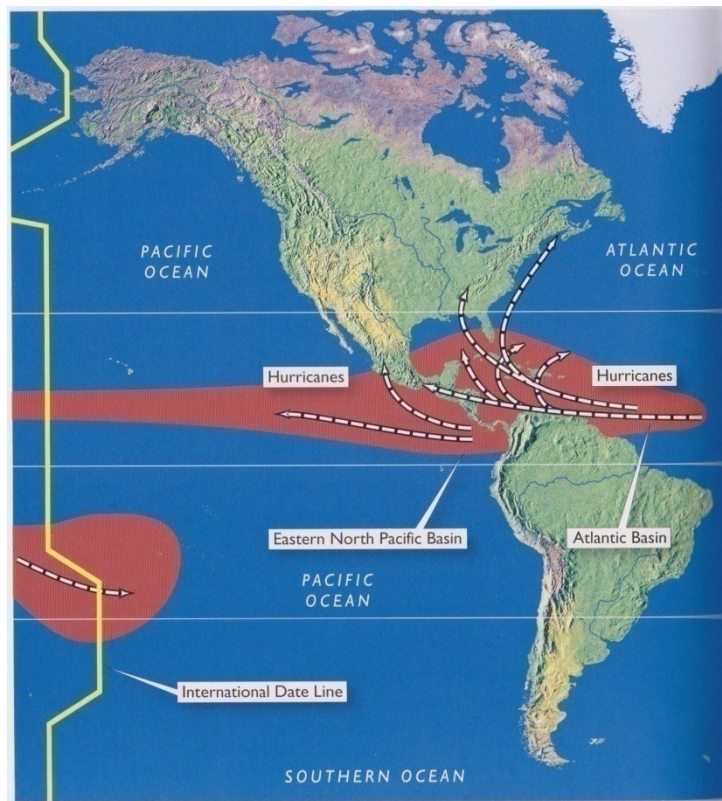 PACIFIC
OCEAN
ATLANTIC
OCEAN
Hurricanes
Hurricanes
Eastern North Pacific Basin
Atlantic Basin
PACIFIC
OCEAN
International Date Line
SOUTHERN OCEAN